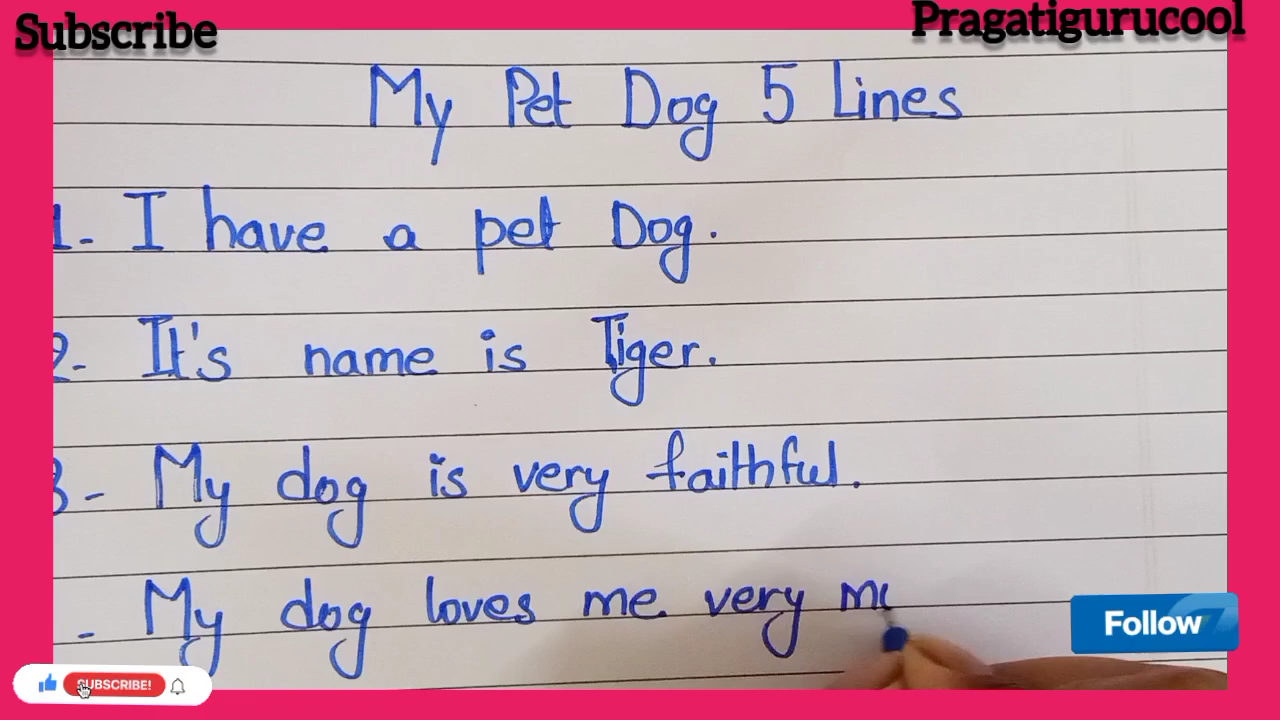 Subscribe
Pragatigurucool
My Pet Dog 5 Lines
1. I have a pet Dog.
2. It's name is Tiger.
3- My dog is very faithful.
- My dog loves me very
Follow
SUBSCRIBE!